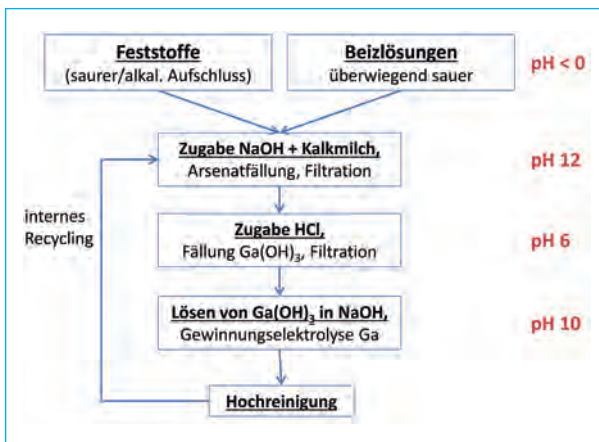 Feststoffe
(saurer/alkal. Aufschluss)
Beizlösungen
überwiegend sauer
pH < 0
Zugabe NaOH + Kalkmilch,
Arsenatfällung, Filtration
pH 12
internes
Recycling
Zugabe HCl,
Fällung Ga(OH)₃, Filtration
pH 6
Lösen von Ga(OH)₃ in NaOH,
Gewinnungselektrolyse Ga
pH 10
Hochreinigung